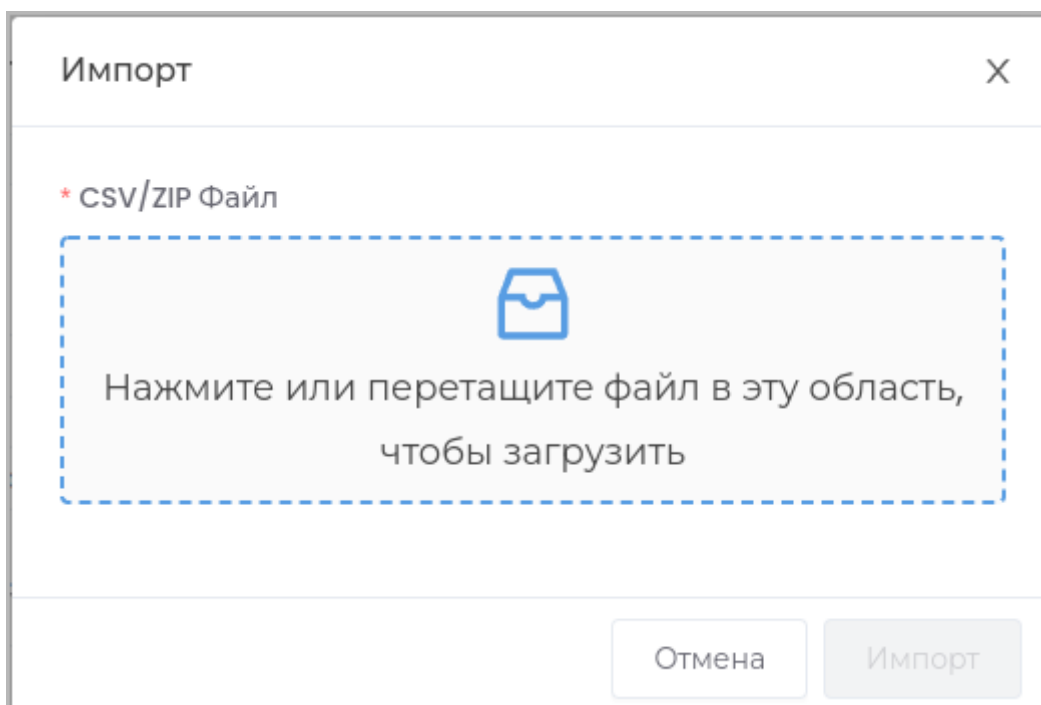 Импорт
* CSV/ZIP Файл
Нажмите или перетащите файл в эту область,
чтобы загрузить
Отмена
Импорт